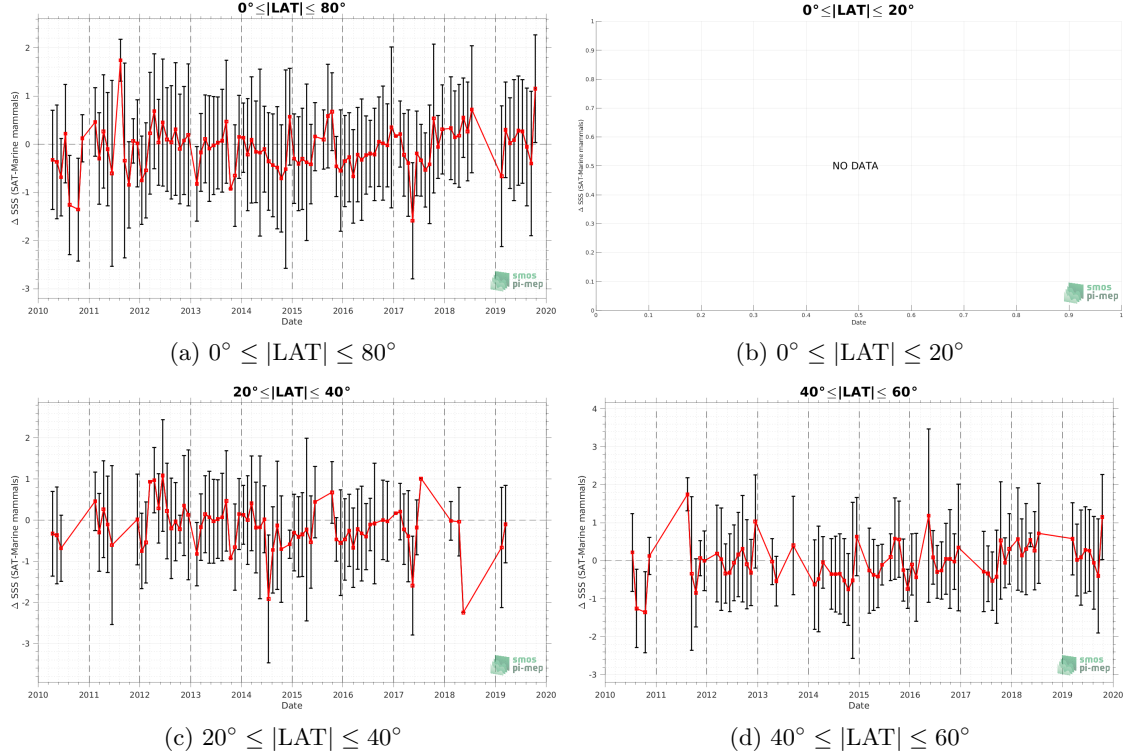 0°≤|LAT|≤ 80°
Δ SSS (SAT-Marine mammals)
2
1
0
-1
-2
-3
2010 2011 2012 2013 2014 2015 2016 2017 2018 2019 2020
Date
smos
pi-mep
(a) 0° ≤ |LAT| ≤ 80°
0°≤|LAT|≤ 20°
Δ SSS (SAT-Marine mammals)
1
0.9
0.8
0.7
0.6
0.5
0.4
0.3
0.2
0.1
0
NO DATA
0 0.1 0.2 0.3 0.4 0.5 0.6 0.7 0.8 0.9 1
Date
smos
pi-mep
(b) 0° ≤ |LAT| ≤ 20°
20°≤|LAT|≤ 40°
Δ SSS (SAT-Marine mammals)
2
1
0
-1
-2
-3
2010 2011 2012 2013 2014 2015 2016 2017 2018 2019 2020
Date
smos
pi-mep
(c) 20° ≤ |LAT| ≤ 40°
40°≤|LAT|≤ 60°
Δ SSS (SAT-Marine mammals)
4
3
2
1
0
-1
-2
-3
2010 2011 2012 2013 2014 2015 2016 2017 2018 2019 2020
Date
smos
pi-mep
(d) 40° ≤ |LAT| ≤ 60°